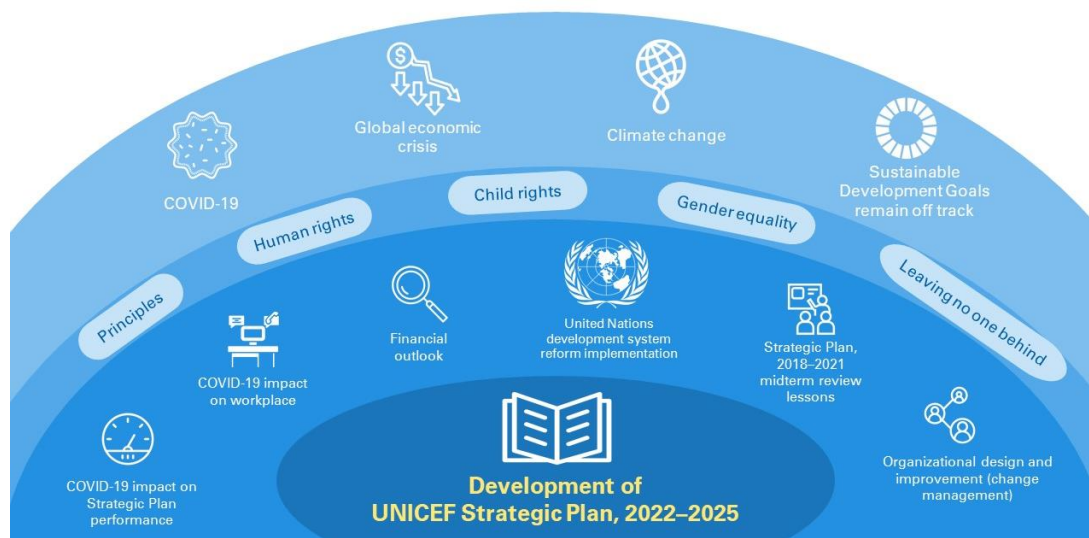 COVID-19
Global economic
crisis
Climate change
Sustainable
Development Goals
remain off track
Principles
Human rights
Child rights
Gender equality
Leaving no one behind
COVID-19 impact on
Strategic Plan
performance
COVID-19 impact
on workplace
Financial
outlook
United Nations
development system
reform implementation
Strategic Plan,
2018–2021
midterm review
lessons
Organizational design and
improvement (change
management)
Development of
UNICEF Strategic Plan, 2022–2025